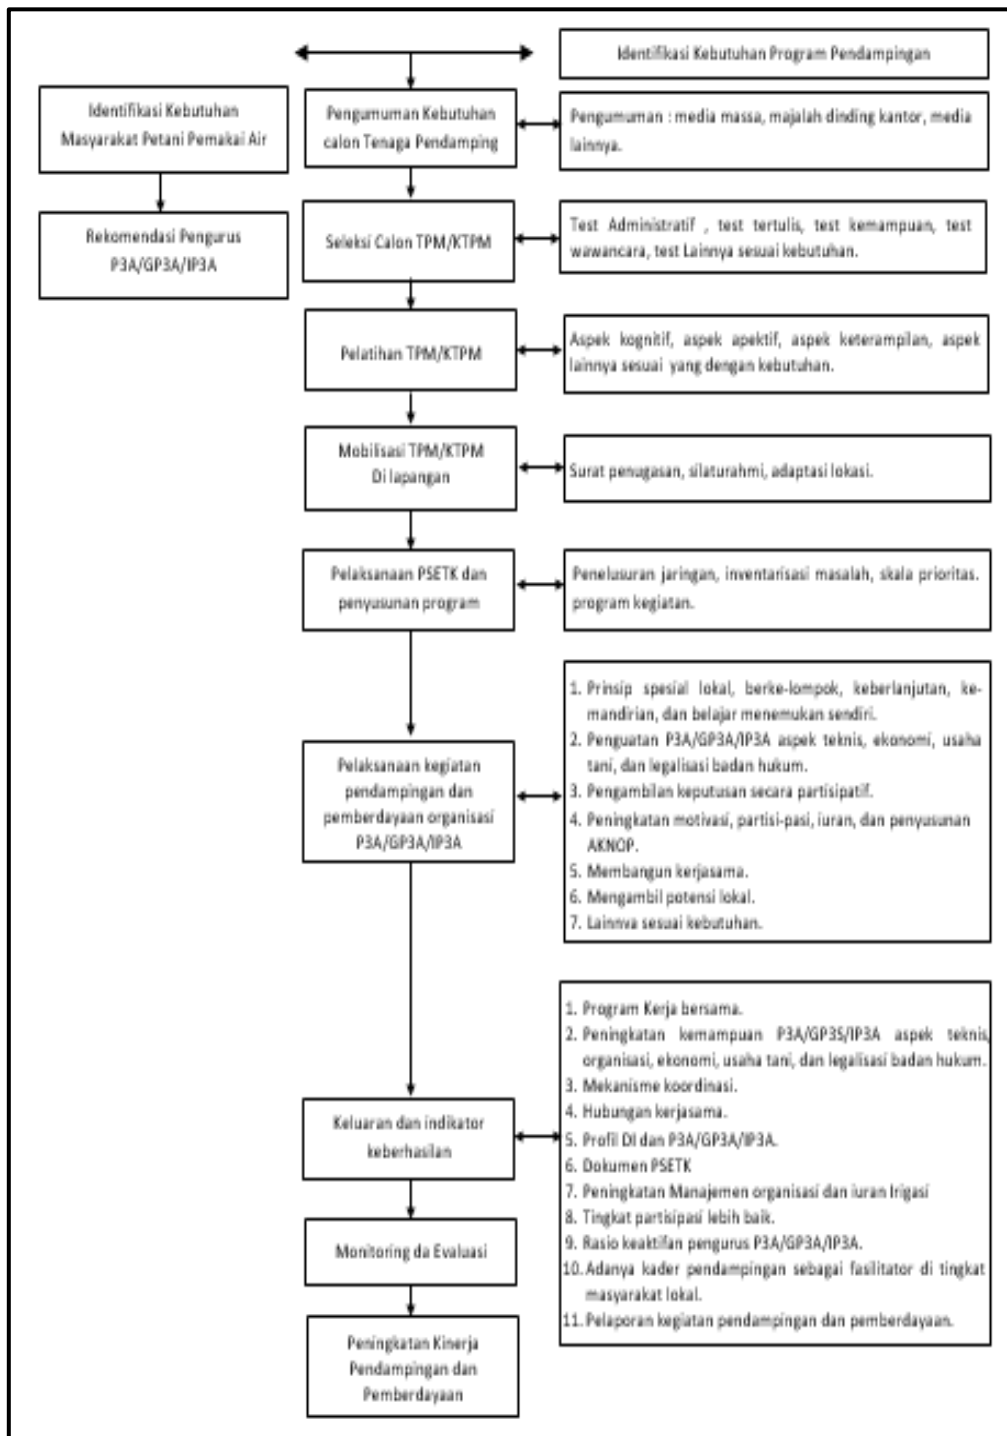 Identifikasi Kebutuhan Program Pendampingan
Identifikasi Kebutuhan
Masyarakat Petani Pemakai Air
Pengumuman Kebutuhan
calon Tenaga Pendamping
Pengumuman : media massa, majalah dinding kantor, media
lainnya.
Rekomendasi Pengurus
P3A/GP3A/IP3A
Seleksi Calon TPM/KTPM
Test Administratif , test tertulis, test kemampuan, test
wawancara, test Lainnya sesuai kebutuhan.
Pelatihan TPM/KTPM
Aspek kognitif, aspek apektif, aspek keterampilan, aspek
lainnya sesuai yang dengan kebutuhan.
Mobilisasi TPM/KTPM
Di lapangan
Surat penugasan, silaturahmi, adaptasi lokasi.
Pelaksanaan PSETK dan
penyusunan program
Penelusuran jaringan, inventarisasi masalah, skala prioritas.
program kegiatan.
Pelaksanaan kegiatan
pendampingan dan
pemberdayaan organisasi
P3A/GP3A/IP3A
1. Prinsip spesial lokal, berke-lompok, keberlanjutan, ke-
mandirian, dan belajar menemukan sendiri.
2. Penguatan P3A/GP3A/IP3A aspek teknis, ekonomi, usaha
tani, dan legalisasi badan hukum.
3. Pengambilan keputusan secara partisipatif.
4. Peningkatan motivasi, partisi-pasi, iuran, dan penyusunan
AKNOP.
5. Membangun kerjasama.
6. Mengambil potensi lokal.
7. Lainnva sesuai kebutuhan.
Keluaran dan indikator
keberhasilan
1. Program Kerja bersama.
2. Peningkatan kemampuan P3A/GP3S/IP3A aspek teknis,
organisasi, ekonomi, usaha tani, dan legalisasi badan hukum.
3. Mekanisme koordinasi.
4. Hubungan kerjasama.
5. Profil DI dan P3A/GP3A/IP3A.
6. Dokumen PSETK
7. Peningkatan Manajemen organisasi dan iuran Irigasi
8. Tingkat partisipasi lebih baik.
9. Rasio keaktifan pengurus P3A/GP3A/IP3A.
10. Adanya kader pendampingan sebagai fasilitator di tingkat
masyarakat lokal.
11. Pelaporan kegiatan pendampingan dan pemberdayaan.
Monitoring da Evaluasi
Peningkatan Kinerja
Pendampingan dan
Pemberdayaan